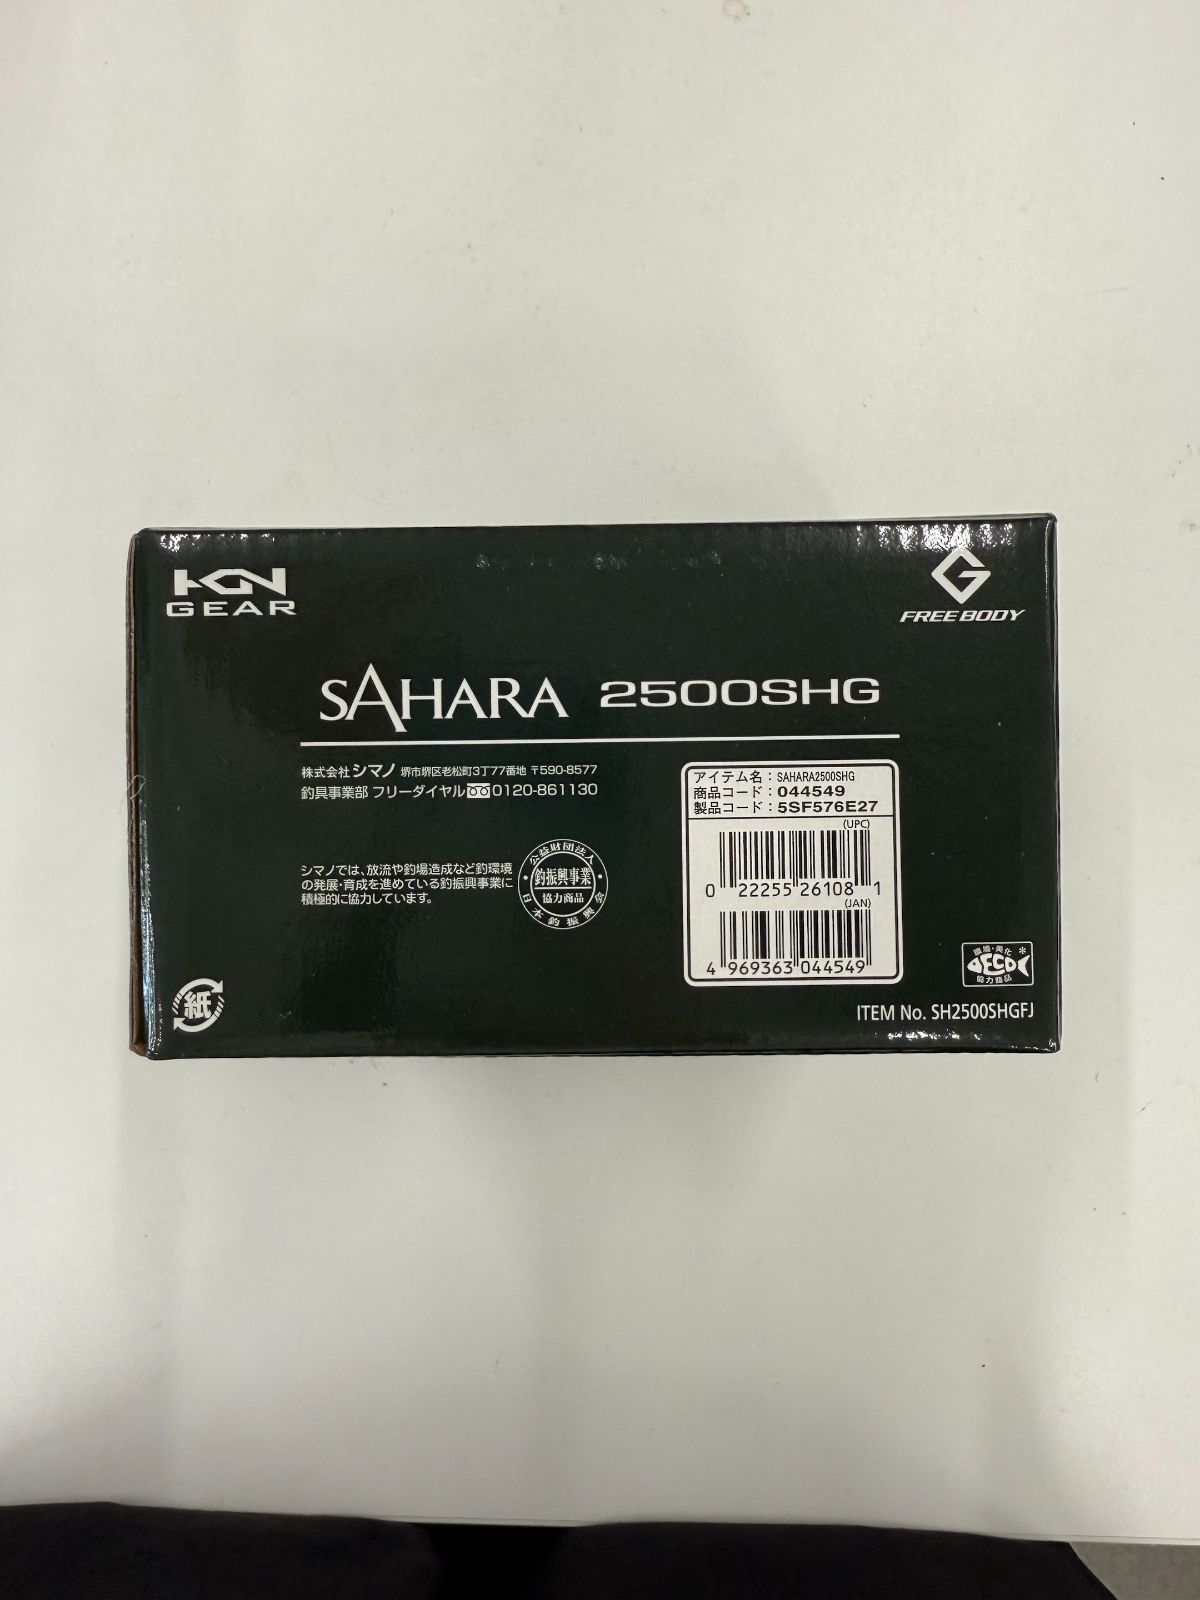 HGN
GEAR
FREE BODY
SAHARA 2500SHG
株式会社シマノ 堺市堺区老松町3丁77番地 〒590-8577
釣具事業部 フリーダイヤル 0120-861130
シマノでは、放流や釣場造成など釣環境
の発展・育成を進めている釣振興事業に
積極的に協力しています。
公益財団法人
釣振興事業
協力商品
日本釣振興会
アイテム名：SAHARA2500SHG
商品コード：044549
製品コード：5SF576E27
(UPC)
0 22255 26108 1
(JAN)
4 969363 044549
紙
環境・美化
ECO
協力商品
ITEM No. SH2500SHGFJ